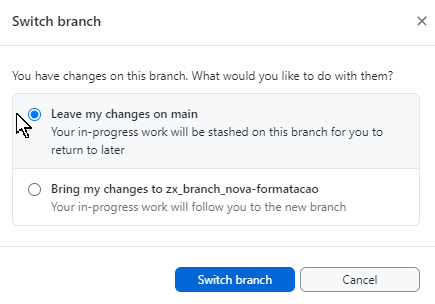 Switch branch
You have changes on this branch. What would you like to do with them?
Leave my changes on main
Your in-progress work will be stashed on this branch for you to
return to later
Bring my changes to zx_branch_nova-formatacao
Your in-progress work will follow you to the new branch
Switch branch
Cancel